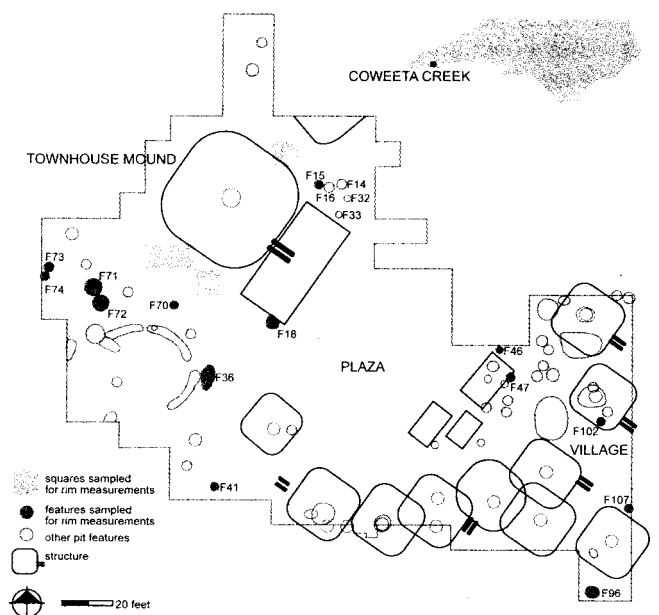 COWEETA CREEK
TOWNHOUSE MOUND
F15
F14
F16
F32
F33
F73
F71
F74
F72
F70
F18
PLAZA
F46
F36
F47
F102
VILLAGE
squares sampled
for rim measurements
F41
features sampled
for rim measurements
F107
other pit features
structure
20 feet
F96